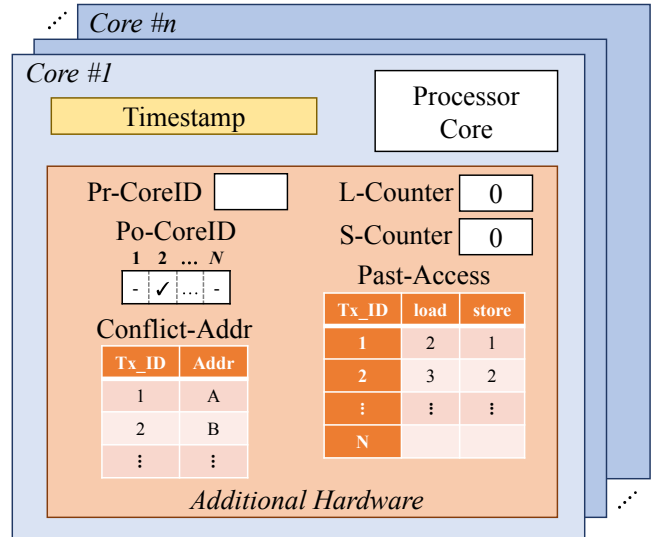 Core #n
Core #1
Timestamp
Processor
Core
Pr-CoreID
L-Counter 0
Po-CoreID
S-Counter 0
1 2 ... N
- ✓ ... -
Past-Access
Tx_ID load store
1 2 1
2 3 2
⋮ ⋮ ⋮
N
Conflict-Addr
Tx_ID Addr
1 A
2 B
⋮ ⋮
Additional Hardware